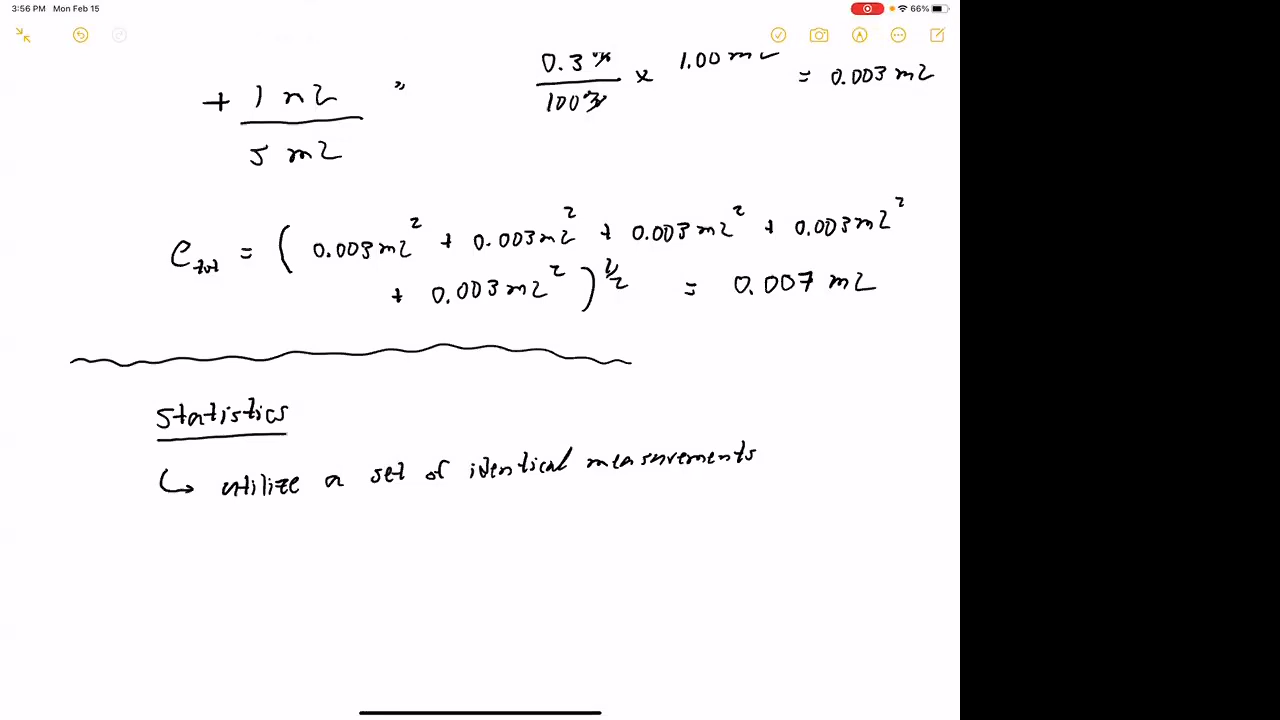 3:56 PM Mon Feb 15 66%
0.3% / 100% × 1.00 mL = 0.003 mL
+ 1 mL "
5 mL
e_tot = ( 0.003 mL² + 0.003 mL² + 0.003 mL² + 0.003 mL²
+ 0.003 mL² )^1/2 = 0.007 mL
Statistics
↳ utilize a set of identical measurements